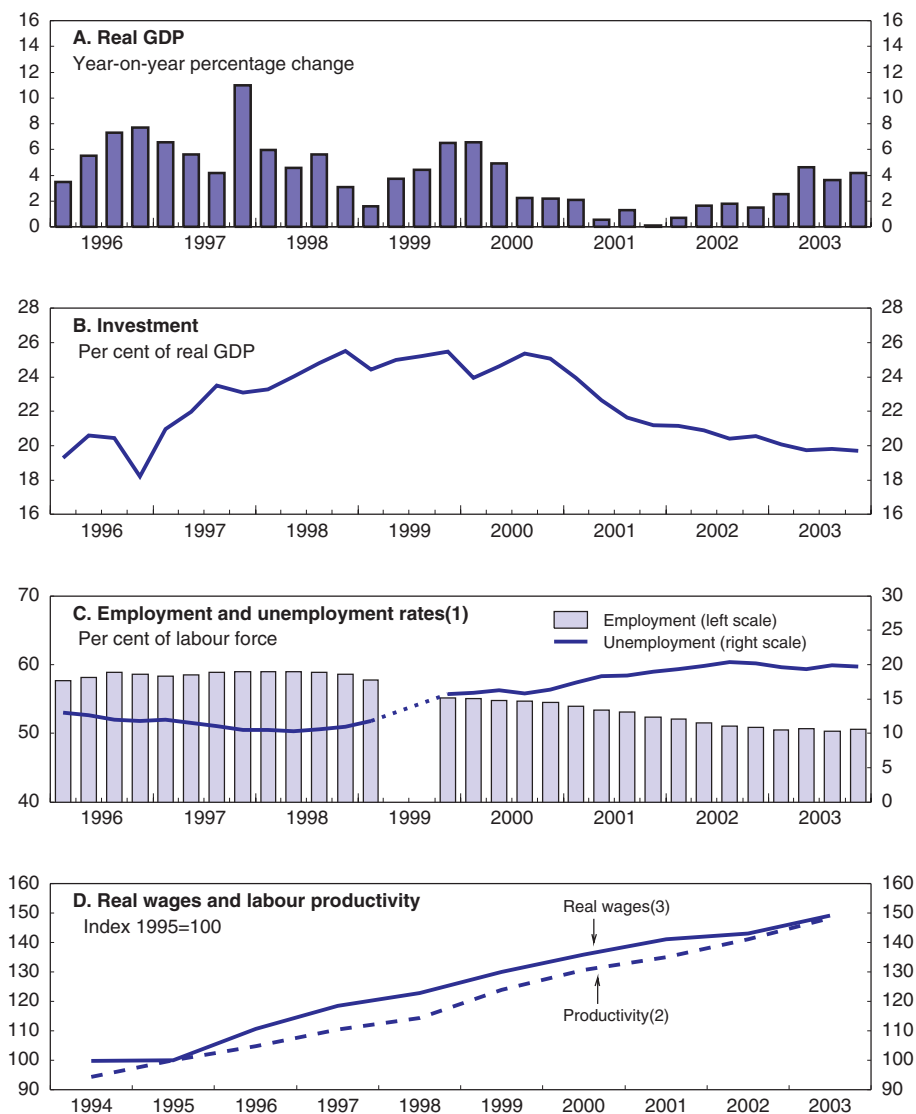 A. Real GDP
Year-on-year percentage change
16 16
14 14
12 12
10 10
8 8
6 6
4 4
2 2
0 0
1996 1997 1998 1999 2000 2001 2002 2003
B. Investment
Per cent of real GDP
28 28
26 26
24 24
22 22
20 20
18 18
16 16
1996 1997 1998 1999 2000 2001 2002 2003
C. Employment and unemployment rates(1)
Per cent of labour force
Employment (left scale)
Unemployment (right scale)
70 30
25
60 20
15
50 10
5
40 0
1996 1997 1998 1999 2000 2001 2002 2003
D. Real wages and labour productivity
Index 1995=100
Real wages(3)
Productivity(2)
160 160
150 150
140 140
130 130
120 120
110 110
100 100
90 90
1994 1995 1996 1997 1998 1999 2000 2001 2002 2003